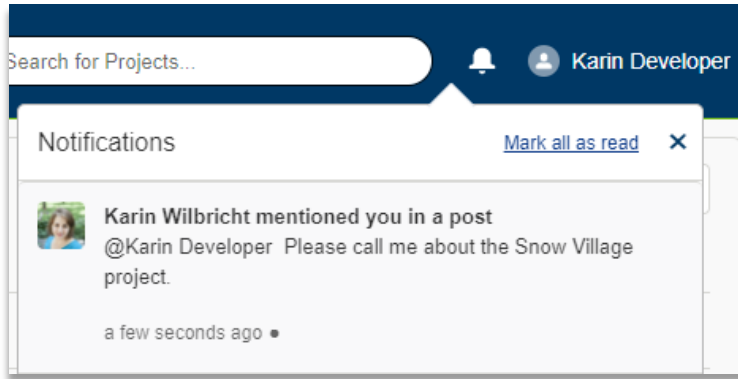 Search for Projects...
Karin Developer
Notifications
Mark all as read
Karin Wilbricht mentioned you in a post
@Karin Developer  Please call me about the Snow Village
project.
a few seconds ago